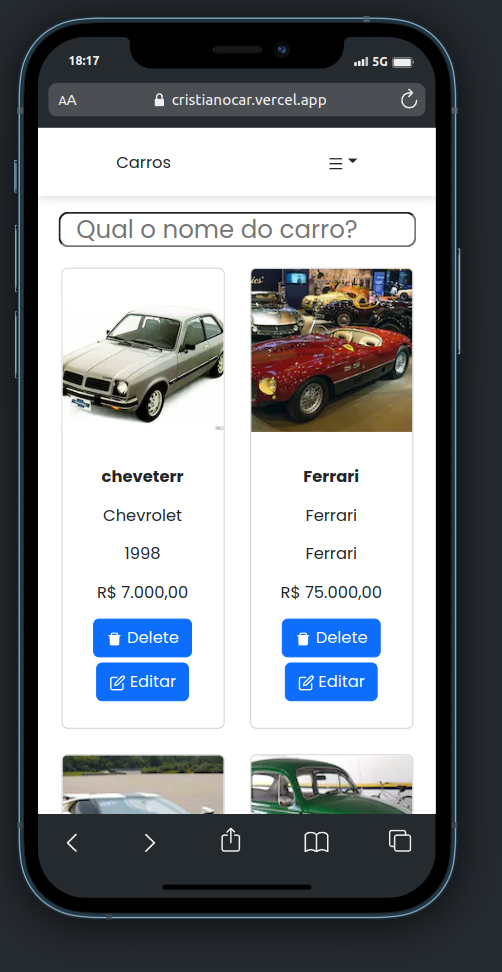 18:17
5G
AA
cristianocar.vercel.app
Carros
Qual o nome do carro?
cheveterr
Chevrolet
1998
R$ 7.000,00
Delete
Editar
Ferrari
Ferrari
Ferrari
R$ 75.000,00
Delete
Editar